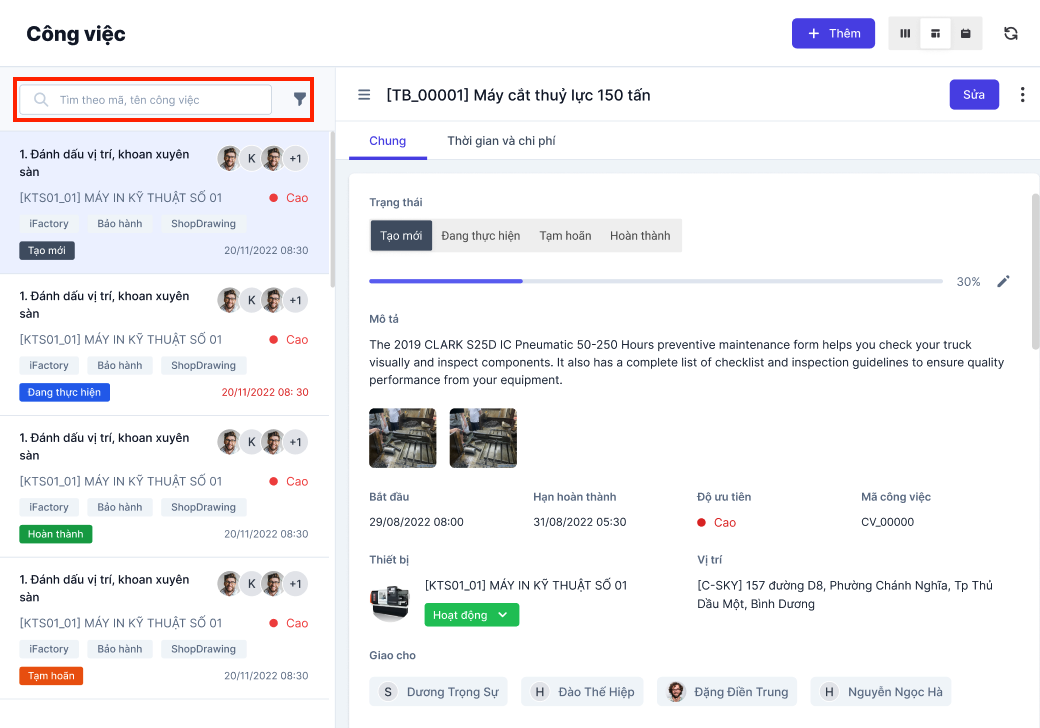 Công việc
Thêm
Tìm theo mã, tên công việc
1. Đánh dấu vị trí, khoan xuyên
sàn
K
+1
[KTS01_01] MÁY IN KỸ THUẬT SỐ 01
Cao
iFactory
Bảo hành
ShopDrawing
Tạo mới
20/11/2022 08:30
1. Đánh dấu vị trí, khoan xuyên
sàn
K
+1
[KTS01_01] MÁY IN KỸ THUẬT SỐ 01
Cao
iFactory
Bảo hành
ShopDrawing
Đang thực hiện
20/11/2022 08: 30
1. Đánh dấu vị trí, khoan xuyên
sàn
K
+1
[KTS01_01] MÁY IN KỸ THUẬT SỐ 01
Cao
iFactory
Bảo hành
ShopDrawing
Hoàn thành
20/11/2022 08:30
1. Đánh dấu vị trí, khoan xuyên
sàn
K
+1
[KTS01_01] MÁY IN KỸ THUẬT SỐ 01
Cao
iFactory
Bảo hành
ShopDrawing
Tạm hoãn
20/11/2022 08:30
[TB_00001] Máy cắt thuỷ lực 150 tấn
Sửa
Chung
Thời gian và chi phí
Trạng thái
Tạo mới
Đang thực hiện
Tạm hoãn
Hoàn thành
30%
Mô tả
The 2019 CLARK S25D IC Pneumatic 50-250 Hours preventive maintenance form helps you check your truck
visually and inspect components. It also has a complete list of checklist and inspection guidelines to ensure quality
performance from your equipment.
Bắt đầu
Hạn hoàn thành
Độ ưu tiên
Mã công việc
29/08/2022 08:00
31/08/2022 05:30
Cao
CV_00000
Thiết bị
Vị trí
[KTS01_01] MÁY IN KỸ THUẬT SỐ 01
Hoạt động
[C-SKY] 157 đường D8, Phường Chánh Nghĩa, Tp Thủ
Dầu Một, Bình Dương
Giao cho
S
Dương Trọng Sự
H
Đào Thế Hiệp
Đặng Điền Trung
H
Nguyễn Ngọc Hà